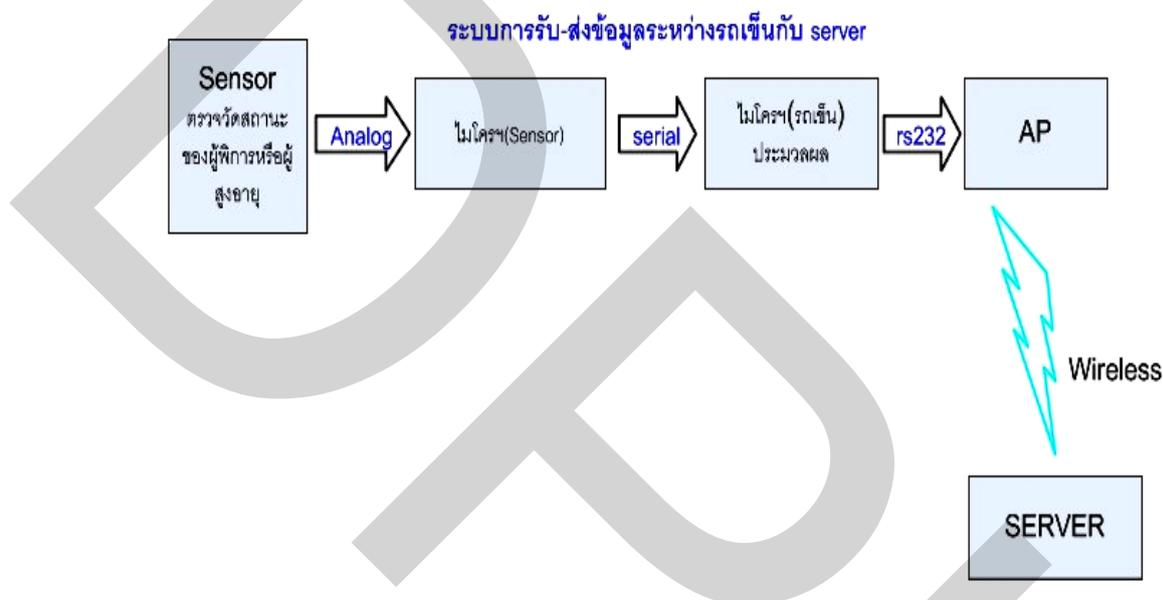 ระบบการรับ-ส่งข้อมูลระหว่างรถเข็นกับ server
Sensor
ตรวจวัดสถานะ
ของผู้พิการหรือผู้
สูงอายุ
Analog
ไมโครฯ(Sensor)
serial
ไมโครฯ(รถเข็น)
ประมวลผล
rs232
AP
Wireless
SERVER